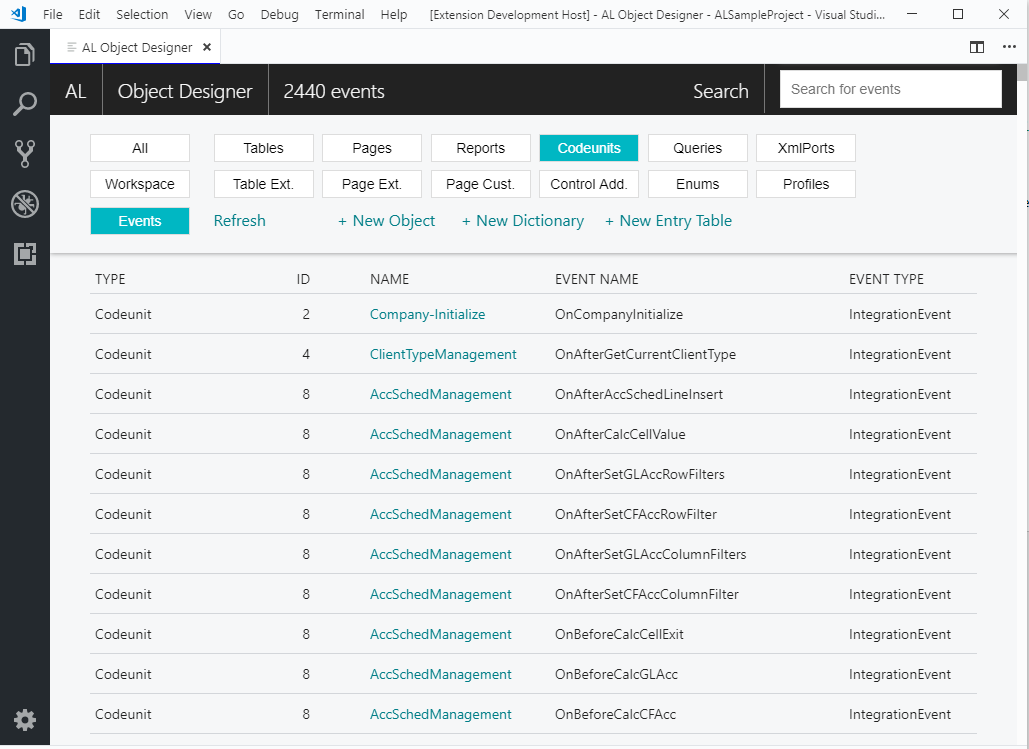 File Edit Selection View Go Debug Terminal Help [Extension Development Host] - AL Object Designer - ALSampleProject - Visual Studi...
AL Object Designer
AL Object Designer 2440 events Search Search for events
All Tables Pages Reports Codeunits Queries XmlPorts
Workspace Table Ext. Page Ext. Page Cust. Control Add. Enums Profiles
Events Refresh + New Object + New Dictionary + New Entry Table
TYPE ID NAME EVENT NAME EVENT TYPE
Codeunit 2 Company-Initialize OnCompanyInitialize IntegrationEvent
Codeunit 4 ClientTypeManagement OnAfterGetCurrentClientType IntegrationEvent
Codeunit 8 AccSchedManagement OnAfterAccSchedLineInsert IntegrationEvent
Codeunit 8 AccSchedManagement OnAfterCalcCellValue IntegrationEvent
Codeunit 8 AccSchedManagement OnAfterSetGLAccRowFilters IntegrationEvent
Codeunit 8 AccSchedManagement OnAfterSetCFAccRowFilter IntegrationEvent
Codeunit 8 AccSchedManagement OnAfterSetGLAccColumnFilters IntegrationEvent
Codeunit 8 AccSchedManagement OnAfterSetCFAccColumnFilter IntegrationEvent
Codeunit 8 AccSchedManagement OnBeforeCalcCellExit IntegrationEvent
Codeunit 8 AccSchedManagement OnBeforeCalcGLAcc IntegrationEvent
Codeunit 8 AccSchedManagement OnBeforeCalcCFAcc IntegrationEvent